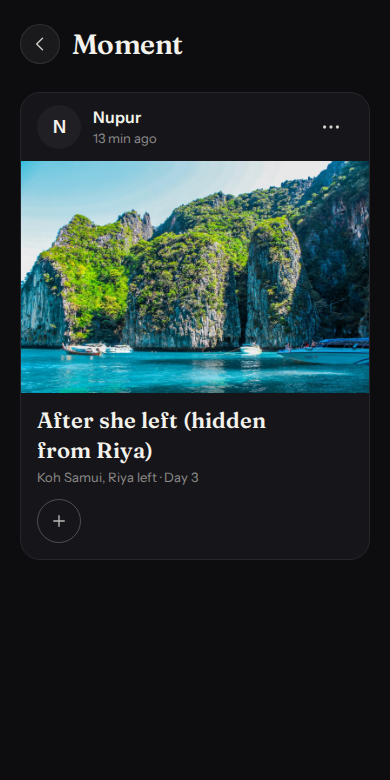 Moment
N
Nupur
13 min ago
After she left (hidden
from Riya)
Koh Samui, Riya left · Day 3